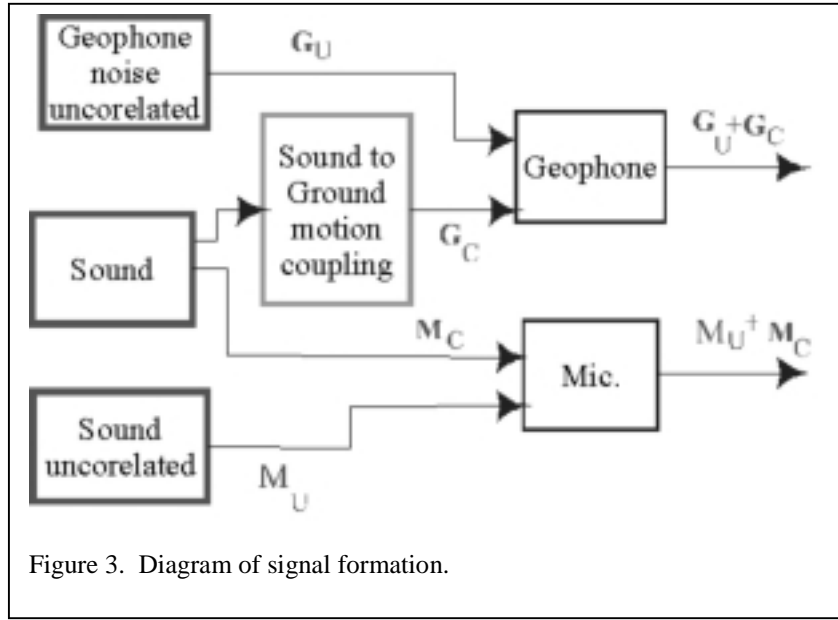 Geophone
noise
uncorelated
G_U
Sound to
Ground
motion
coupling
Geophone
G_U+G_C
G_C
Sound
M_C
Mic.
M_U+M_C
Sound
uncorelated
M_U
Figure 3. Diagram of signal formation.